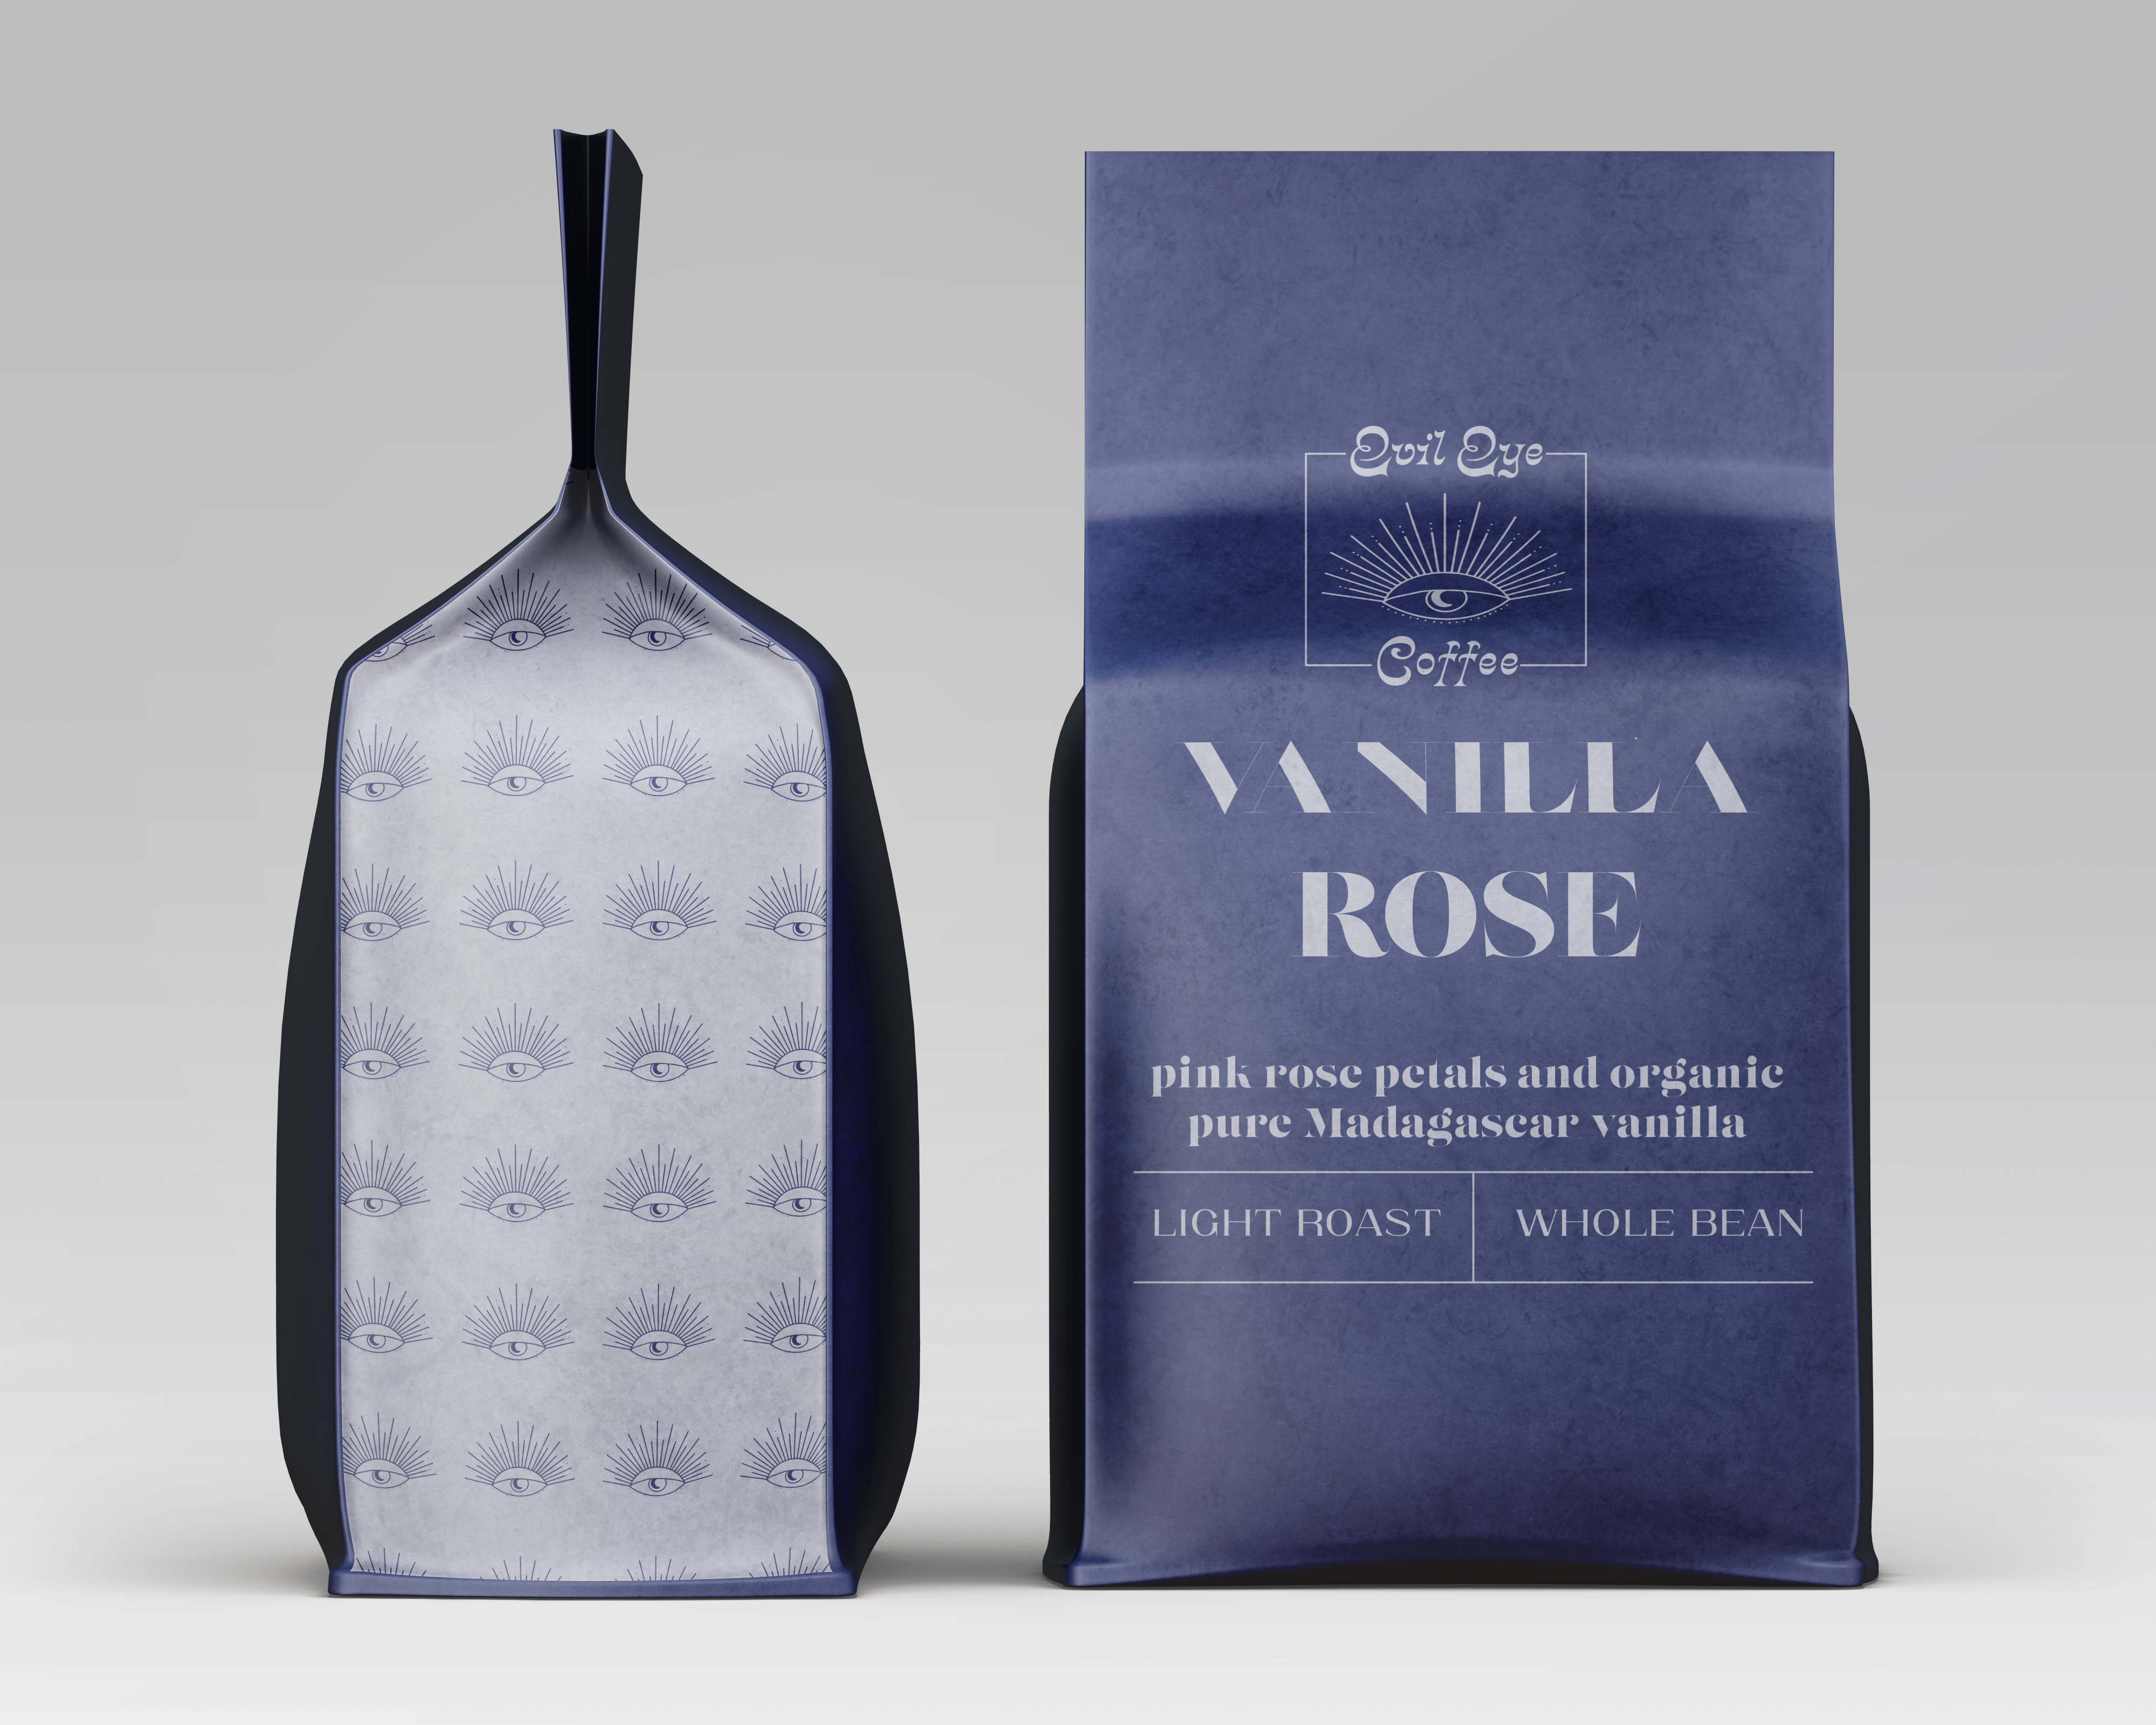 Evil Eye
Coffee
VANILLA
ROSE
pink rose petals and organic
pure Madagascar vanilla
LIGHT ROAST
WHOLE BEAN